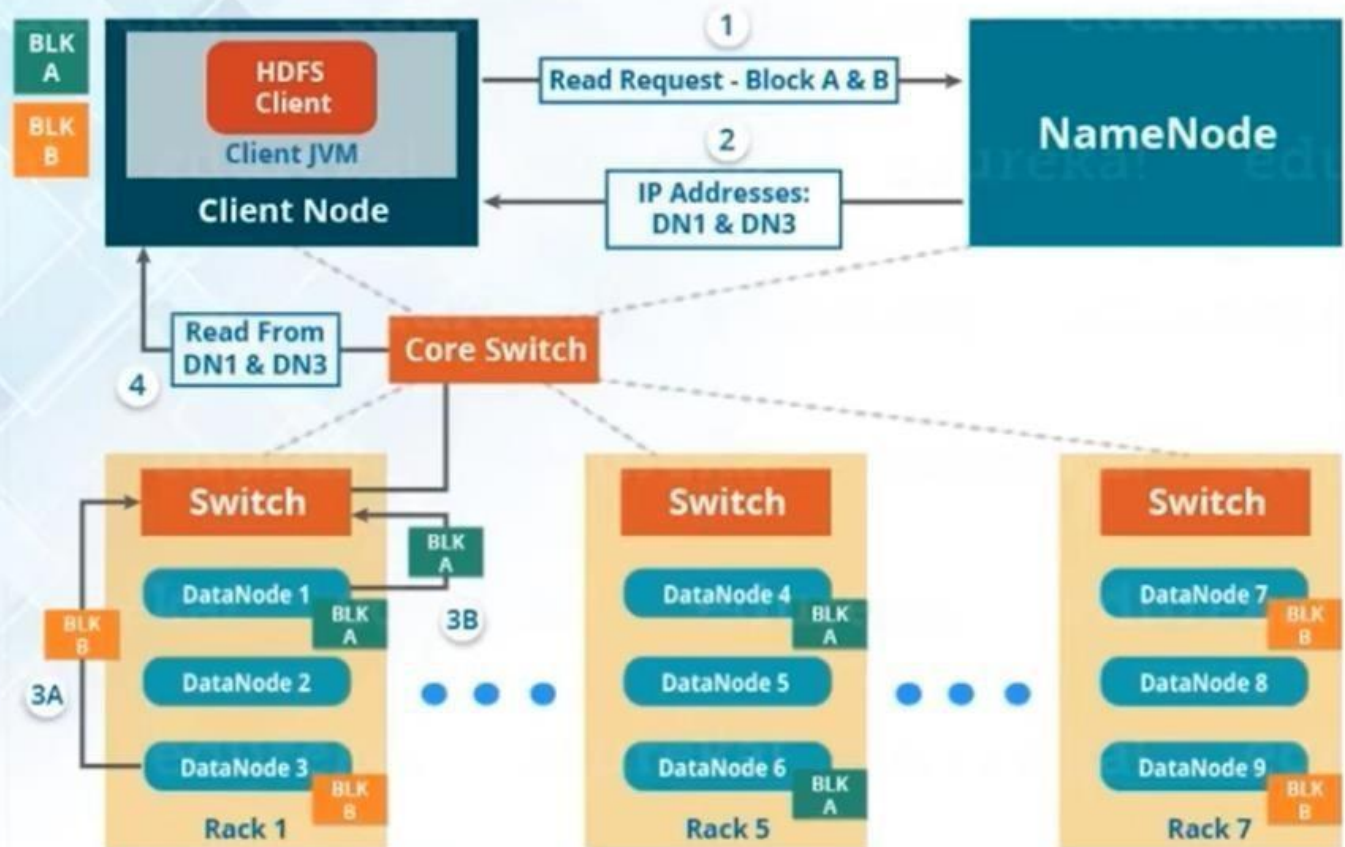 BLK
A
BLK
B
HDFS
Client
Client JVM
Client Node
1
Read Request - Block A & B
2
IP Addresses:
DN1 & DN3
NameNode
edureka!
Read From
DN1 & DN3
4
Core Switch
Switch
BLK
A
DataNode 1
BLK
A
3B
BLK
B
3A
DataNode 2
DataNode 3
BLK
B
Rack 1
Switch
DataNode 4
BLK
A
DataNode 5
DataNode 6
BLK
A
Rack 5
Switch
DataNode 7
BLK
B
DataNode 8
DataNode 9
BLK
B
Rack 7